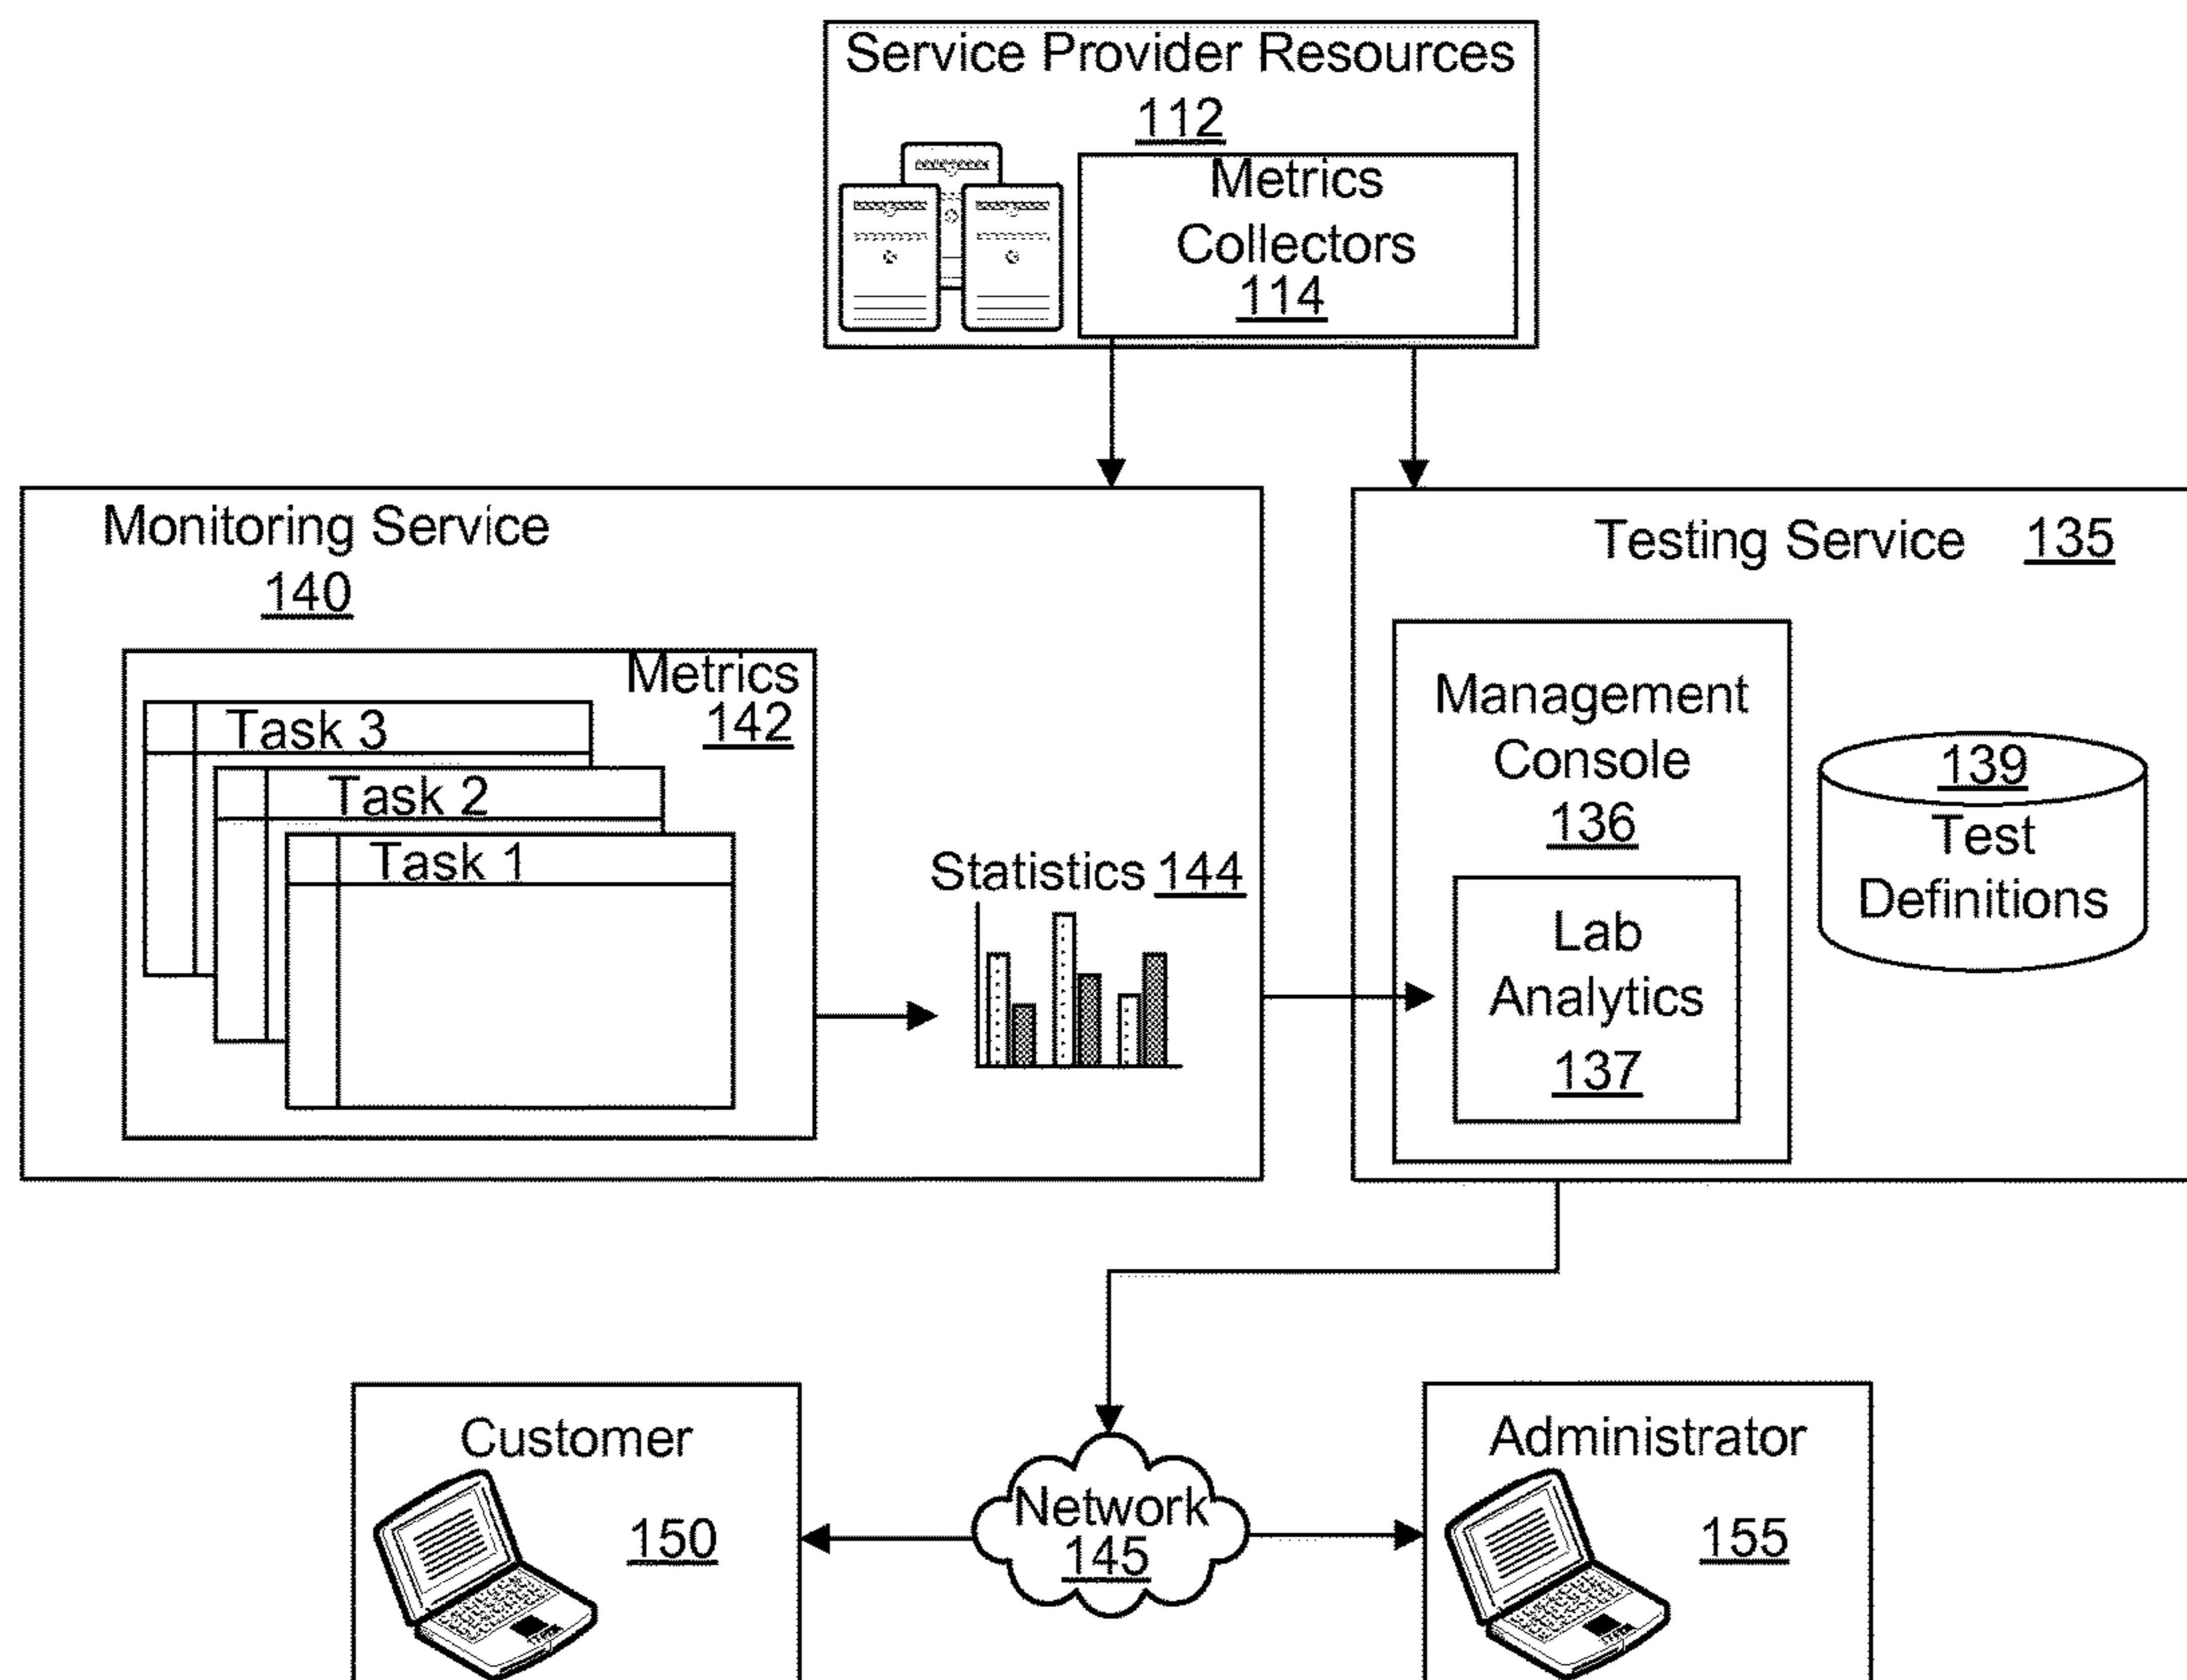 Service Provider Resources
112
Metrics
Collectors
114
Monitoring Service
140
Metrics
142
Task 3
Task 2
Task 1
Statistics 144
Testing Service 135
Management
Console
136
Lab
Analytics
137
139
Test
Definitions
Customer
150
Network
145
Administrator
155